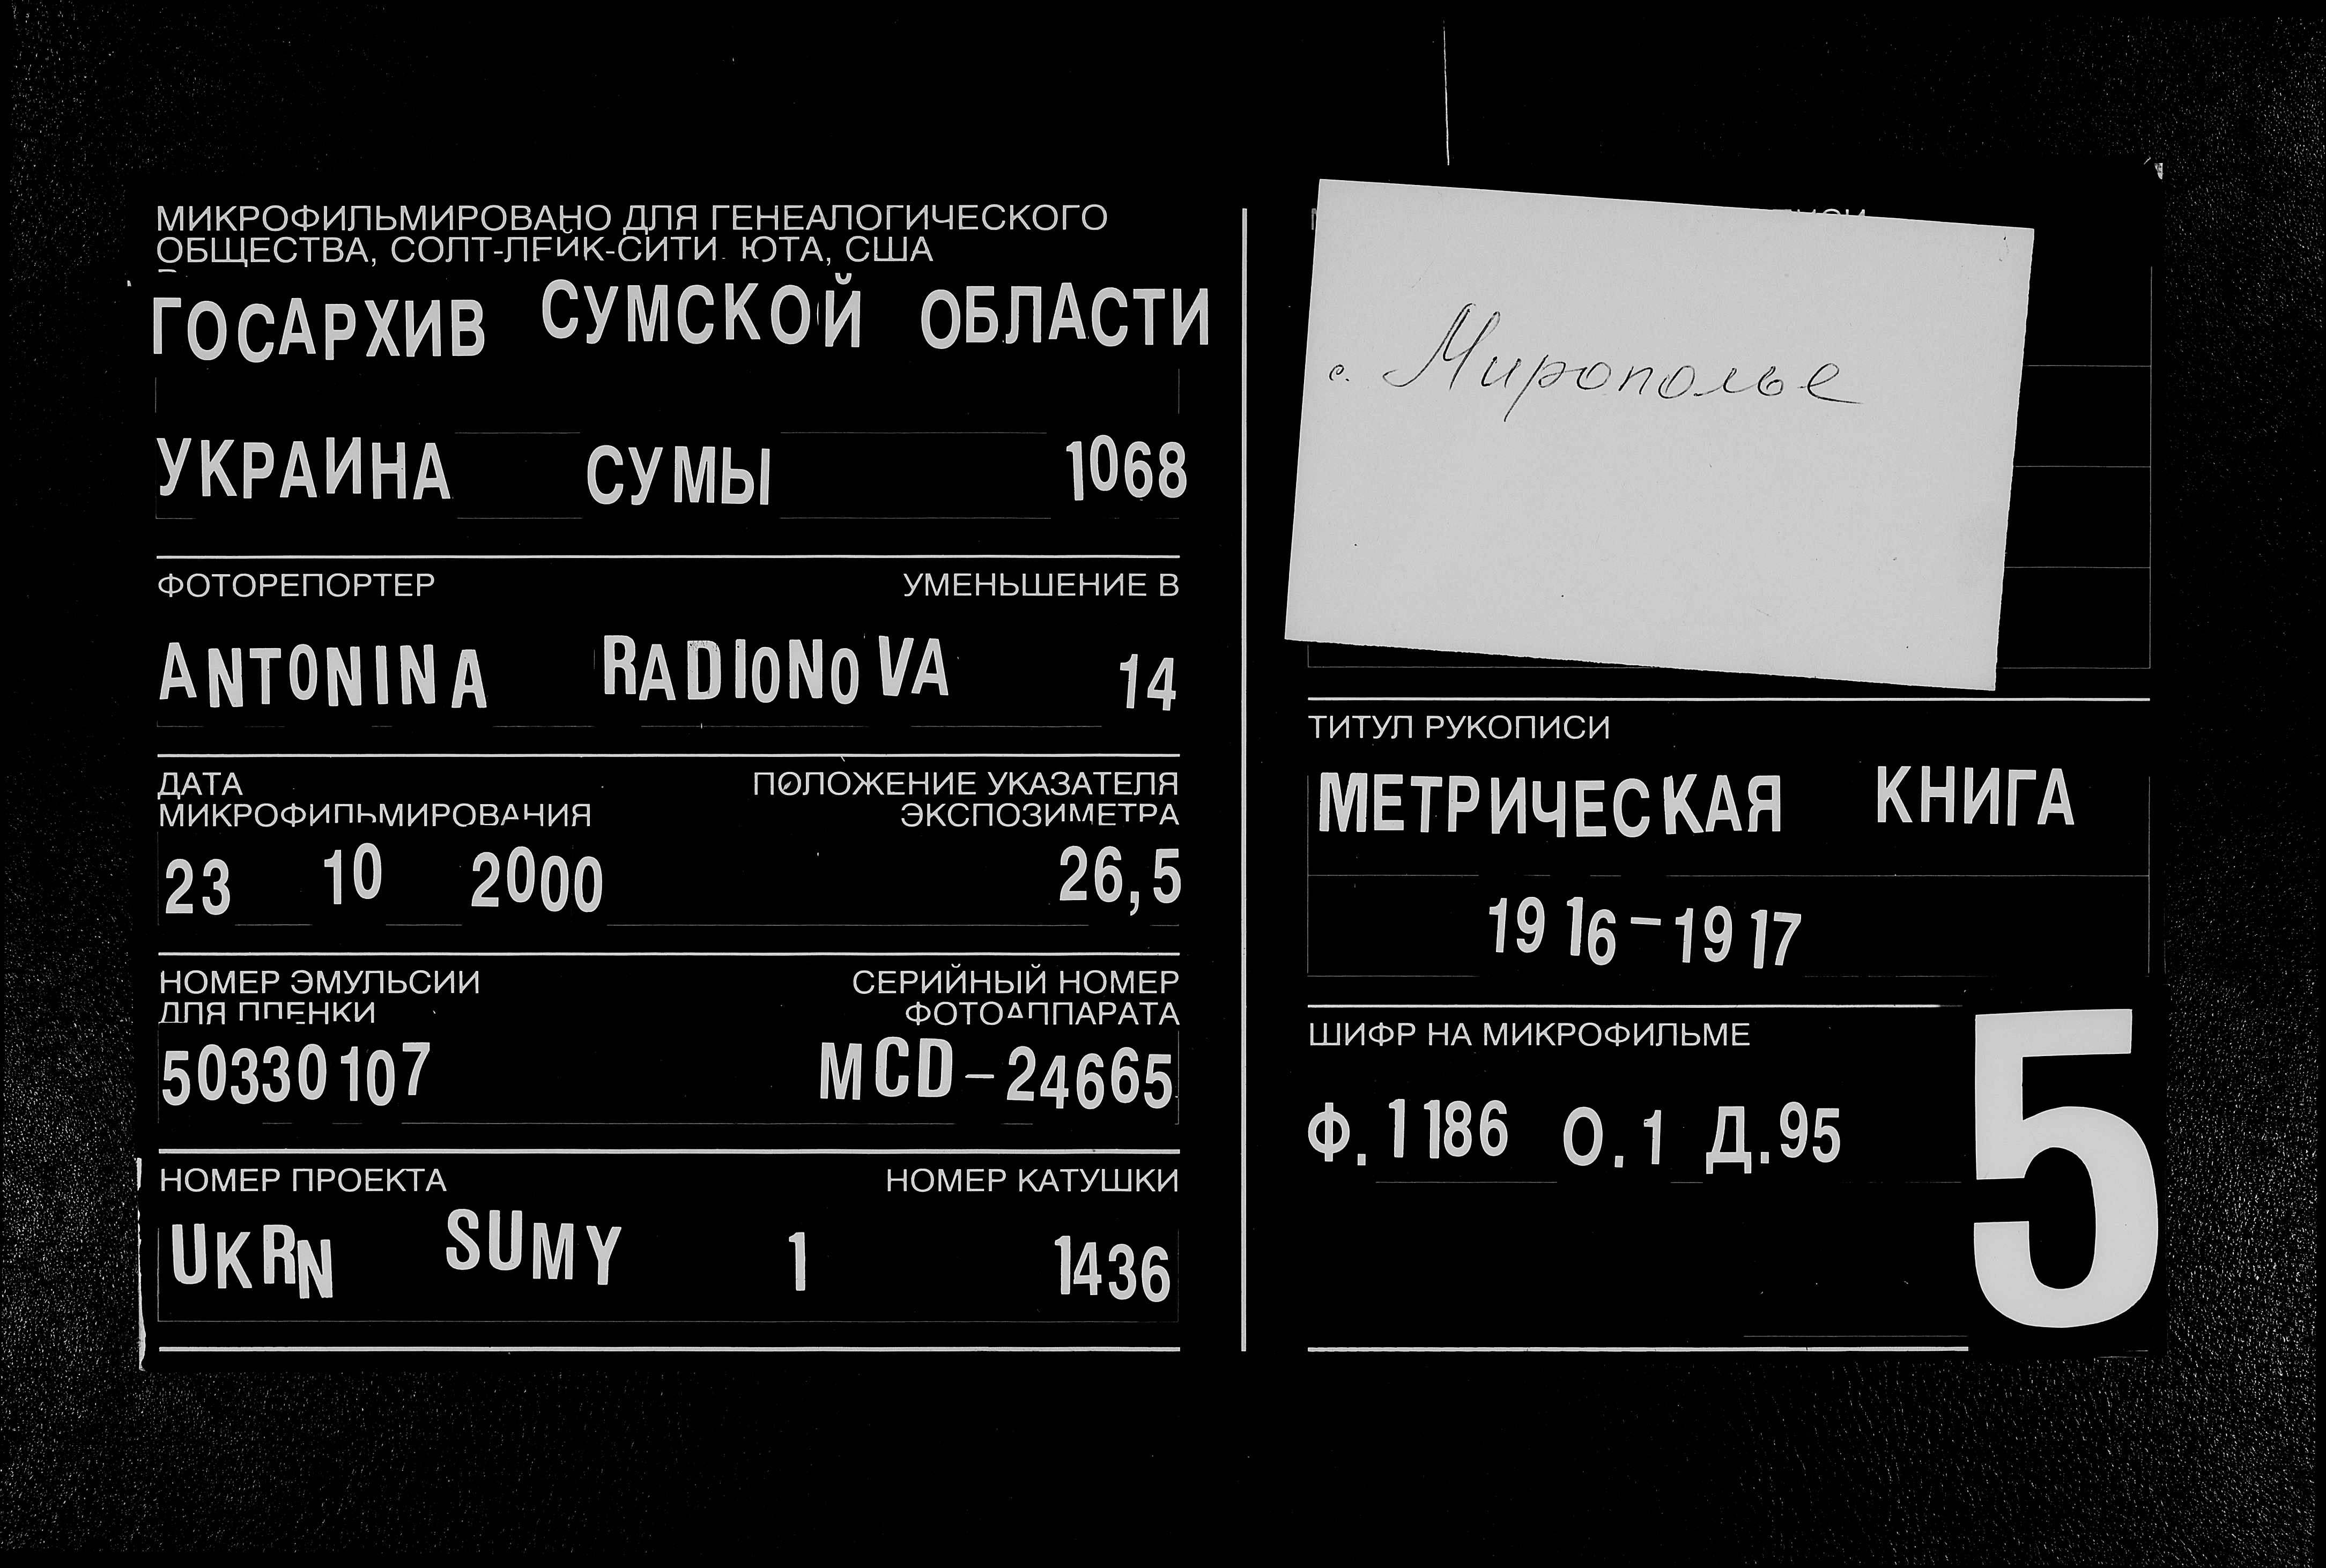 МИКРОФИЛЬМИРОВАНО ДЛЯ ГЕНЕАЛОГИЧЕСКОГО
ОБЩЕСТВА, СОЛТ-ЛЕЙК-СИТИ. ЮТА, США
ГОСАРХИВ СУМСКОЙ ОБЛАСТИ
УКРАИНА СУМЫ 1068
ФОТОРЕПОРТЕР УМЕНЬШЕНИЕ В
ANTONINA RADIONOVA 14
ДАТА ПОЛОЖЕНИЕ УКАЗАТЕЛЯ
МИКРОФИЛЬМИРОВАНИЯ ЭКСПОЗИМЕТРА
23 10 2000 26,5
НОМЕР ЭМУЛЬСИИ СЕРИЙНЫЙ НОМЕР
ДЛЯ ПЛЕНКИ ФОТОАППАРАТА
50330107 MCD-24665
НОМЕР ПРОЕКТА НОМЕР КАТУШКИ
UKRN SUMY 1 1436
с. Мирополье
ТИТУЛ РУКОПИСИ
МЕТРИЧЕСКАЯ КНИГА
1916-1917
ШИФР НА МИКРОФИЛЬМЕ
Ф. 1186 О.1 Д.95
5